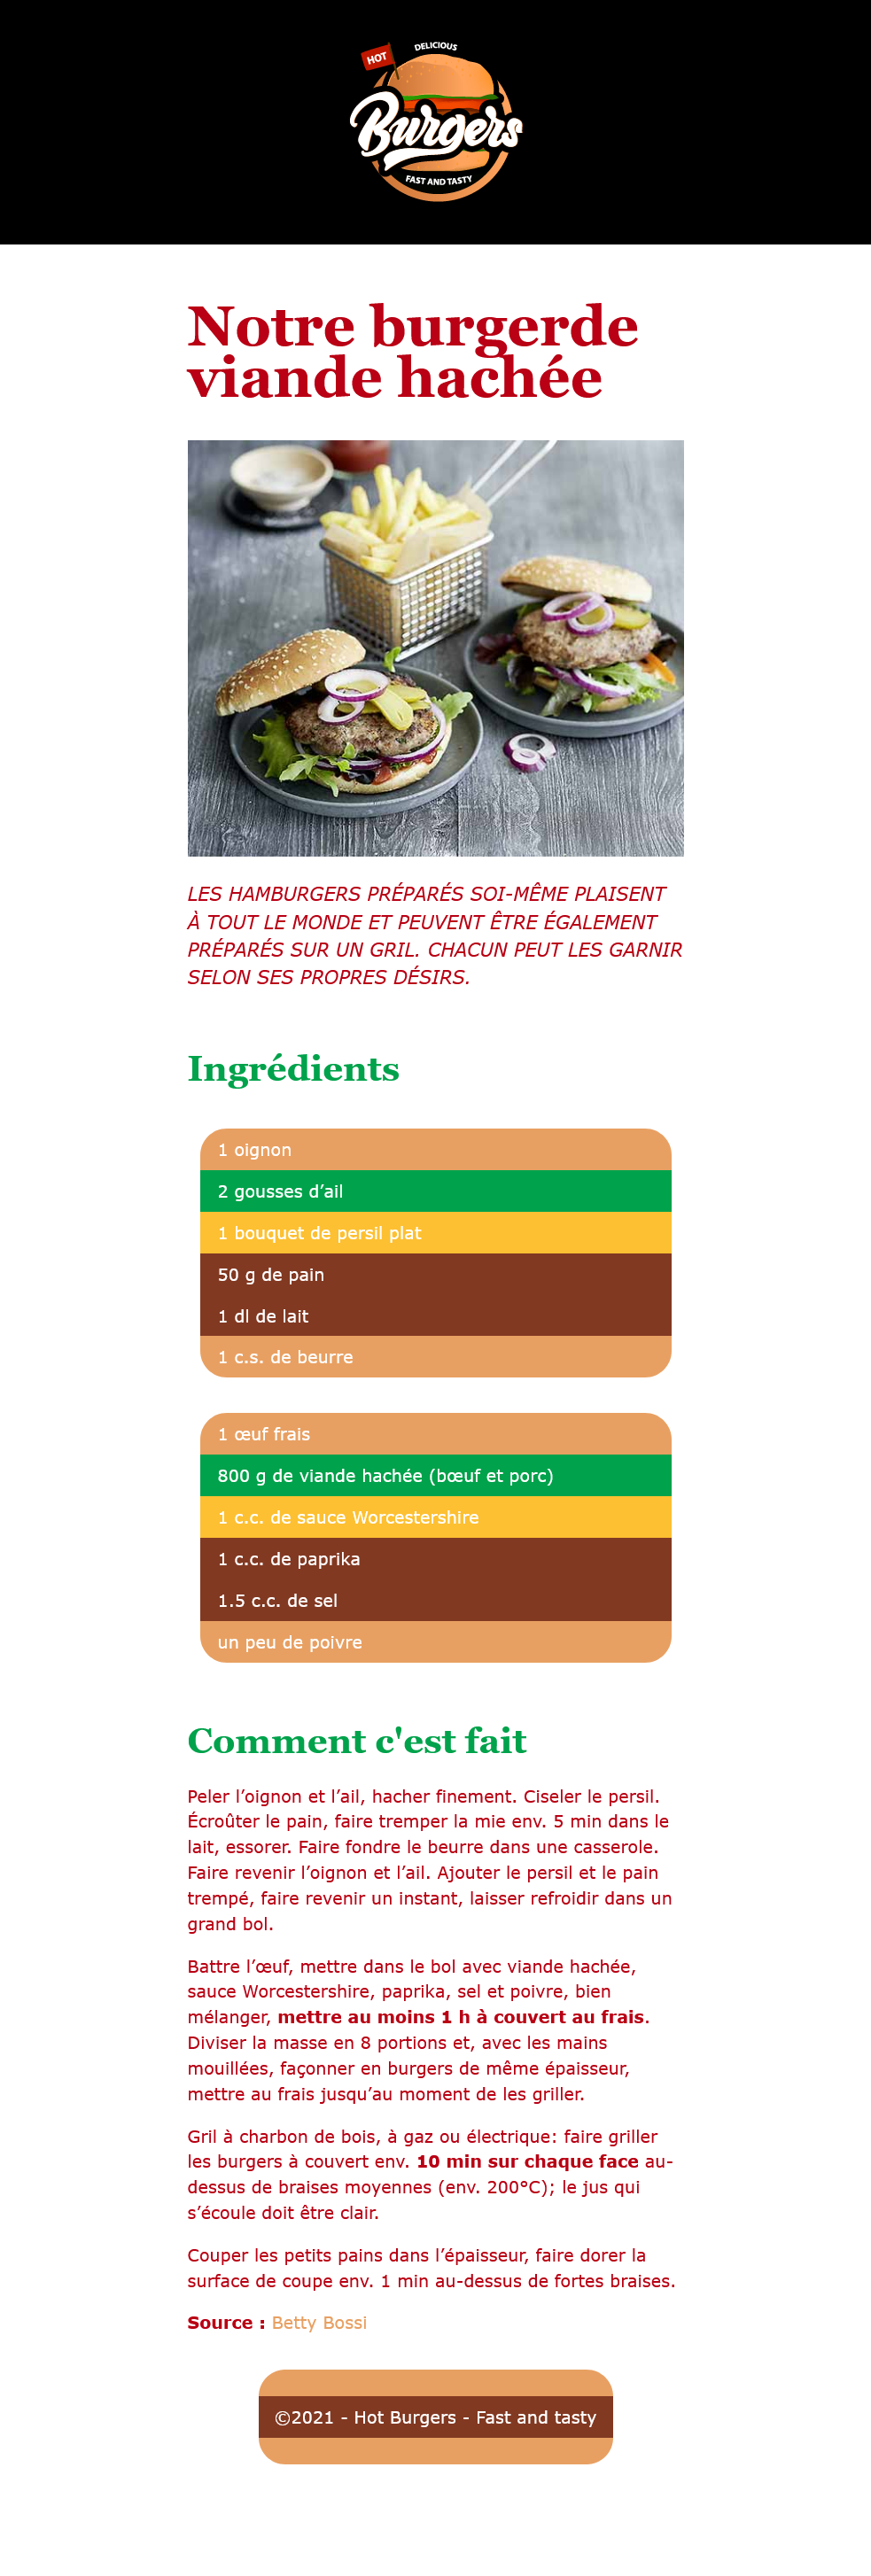 DELICIOUS
HOT
Burgers
FAST AND TASTY
Notre burgerde
viande hachée
LES HAMBURGERS PRÉPARÉS SOI-MÊME PLAISENT
À TOUT LE MONDE ET PEUVENT ÊTRE ÉGALEMENT
PRÉPARÉS SUR UN GRIL. CHACUN PEUT LES GARNIR
SELON SES PROPRES DÉSIRS.
Ingrédients
1 oignon
2 gousses d’ail
1 bouquet de persil plat
50 g de pain
1 dl de lait
1 c.s. de beurre
1 œuf frais
800 g de viande hachée (bœuf et porc)
1 c.c. de sauce Worcestershire
1 c.c. de paprika
1.5 c.c. de sel
un peu de poivre
Comment c'est fait
Peler l’oignon et l’ail, hacher finement. Ciseler le persil.
Écroûter le pain, faire tremper la mie env. 5 min dans le
lait, essorer. Faire fondre le beurre dans une casserole.
Faire revenir l’oignon et l’ail. Ajouter le persil et le pain
trempé, faire revenir un instant, laisser refroidir dans un
grand bol.
Battre l’œuf, mettre dans le bol avec viande hachée,
sauce Worcestershire, paprika, sel et poivre, bien
mélanger, mettre au moins 1 h à couvert au frais.
Diviser la masse en 8 portions et, avec les mains
mouillées, façonner en burgers de même épaisseur,
mettre au frais jusqu’au moment de les griller.
Gril à charbon de bois, à gaz ou électrique: faire griller
les burgers à couvert env. 10 min sur chaque face au-
dessus de braises moyennes (env. 200°C); le jus qui
s’écoule doit être clair.
Couper les petits pains dans l’épaisseur, faire dorer la
surface de coupe env. 1 min au-dessus de fortes braises.
Source : Betty Bossi
©2021 - Hot Burgers - Fast and tasty